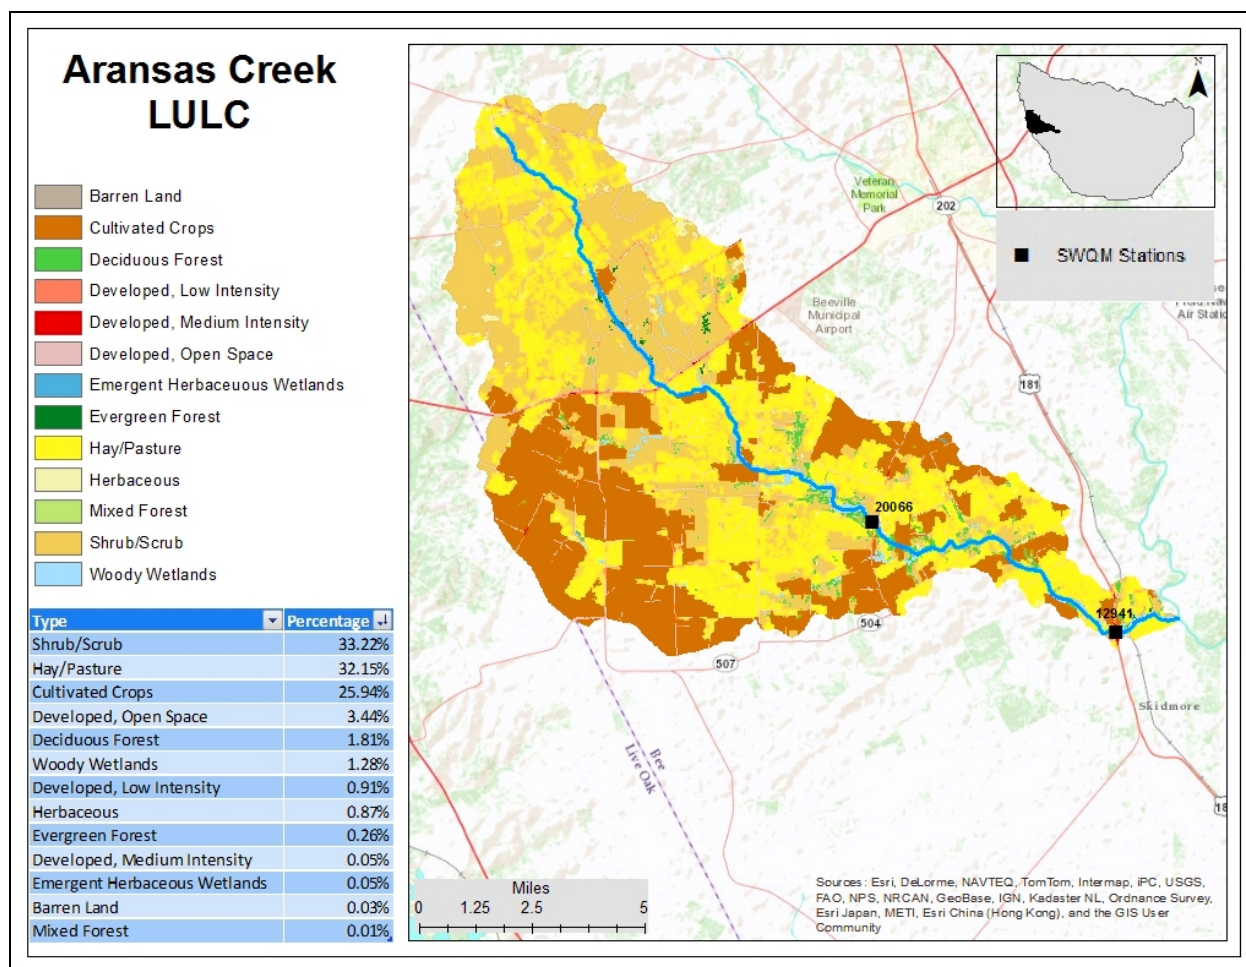 Aransas Creek
LULC
Barren Land
Cultivated Crops
Deciduous Forest
Developed, Low Intensity
Developed, Medium Intensity
Developed, Open Space
Emergent Herbaceuous Wetlands
Evergreen Forest
Hay/Pasture
Herbaceous
Mixed Forest
Shrub/Scrub
Woody Wetlands
Type Percentage
Shrub/Scrub 33.22%
Hay/Pasture 32.15%
Cultivated Crops 25.94%
Developed, Open Space 3.44%
Deciduous Forest 1.81%
Woody Wetlands 1.28%
Developed, Low Intensity 0.91%
Herbaceous 0.87%
Evergreen Forest 0.26%
Developed, Medium Intensity 0.05%
Emergent Herbaceous Wetlands 0.05%
Barren Land 0.03%
Mixed Forest 0.01%
N
SWQM Stations
Air Static
Veteran
Memorial
Park
202
Beeville
Municipal
Airport
181
20066
12941
504
507
Skidmore
Bee
Live Oak
18
Miles
0 1.25 2.5 5
Sources: Esri, DeLorme, NAVTEQ, TomTom, Intermap, iPC, USGS,
FAO, NPS, NRCAN, GeoBase, IGN, Kadaster NL, Ordnance Survey,
Esri Japan, METI, Esri China (Hong Kong), and the GIS User
Community